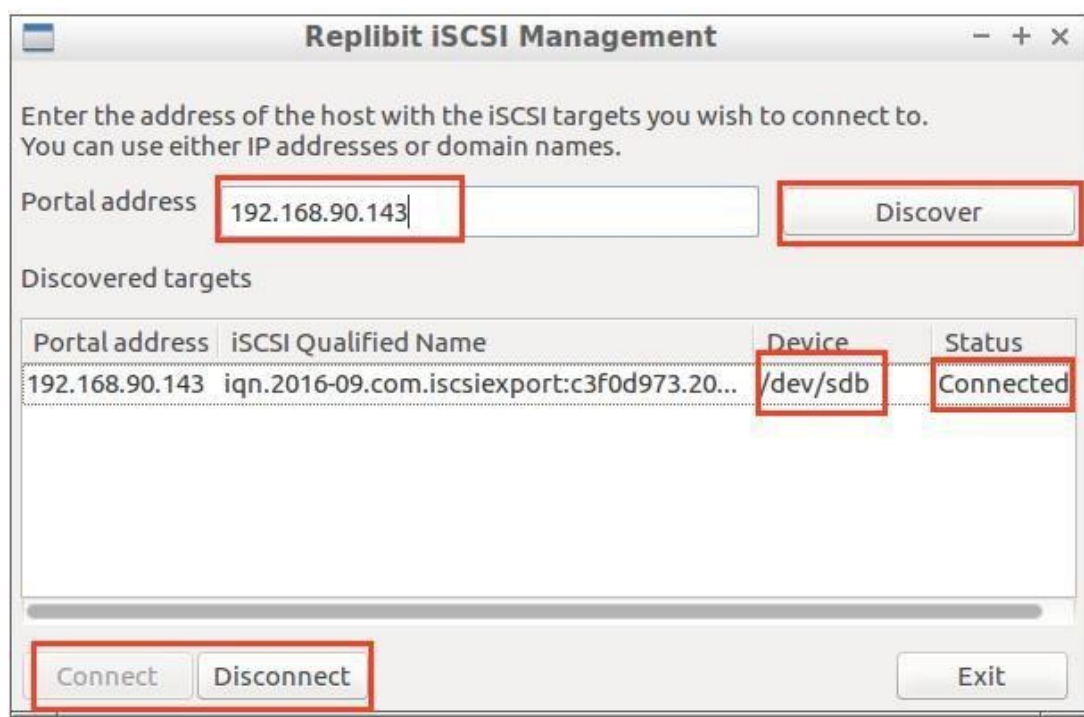 Replibit iSCSI Management
Enter the address of the host with the iSCSI targets you wish to connect to.
You can use either IP addresses or domain names.
Portal address 192.168.90.143 Discover
Discovered targets
Portal address iSCSI Qualified Name Device Status
192.168.90.143 iqn.2016-09.com.iscsiexport:c3f0d973.20... /dev/sdb Connected
Connect Disconnect Exit